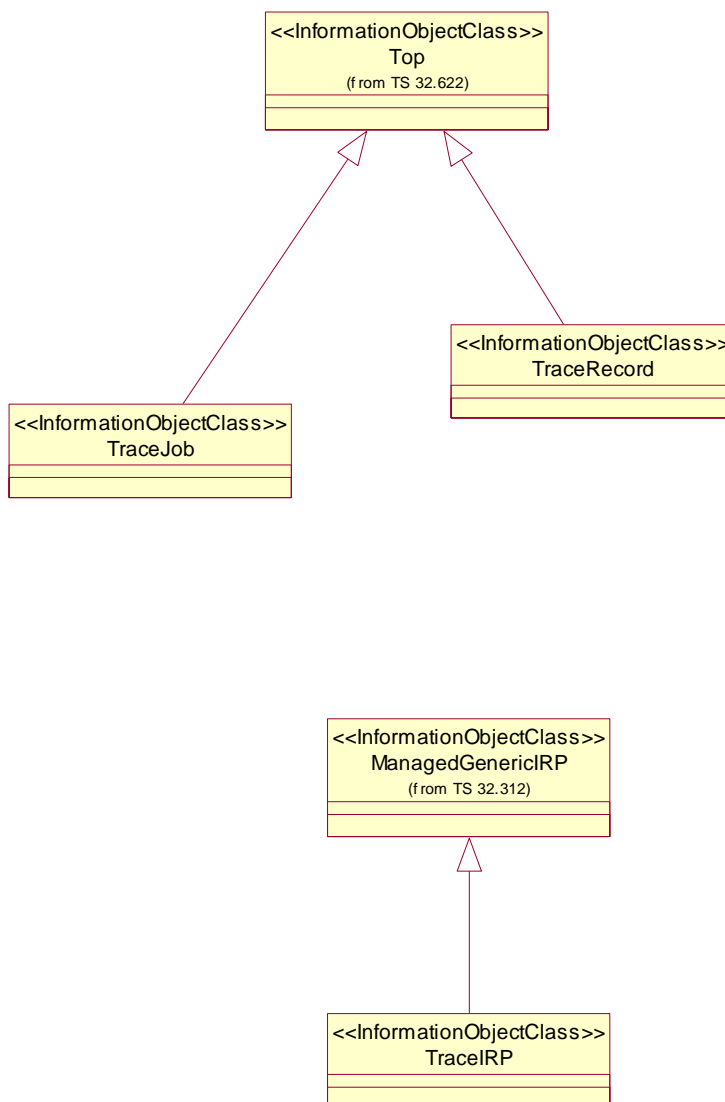 <<InformationObjectClass>>
Top
(from TS 32.622)
<<InformationObjectClass>>
TraceRecord
<<InformationObjectClass>>
TraceJob
<<InformationObjectClass>>
ManagedGenericIRP
(from TS 32.312)
<<InformationObjectClass>>
TraceIRP